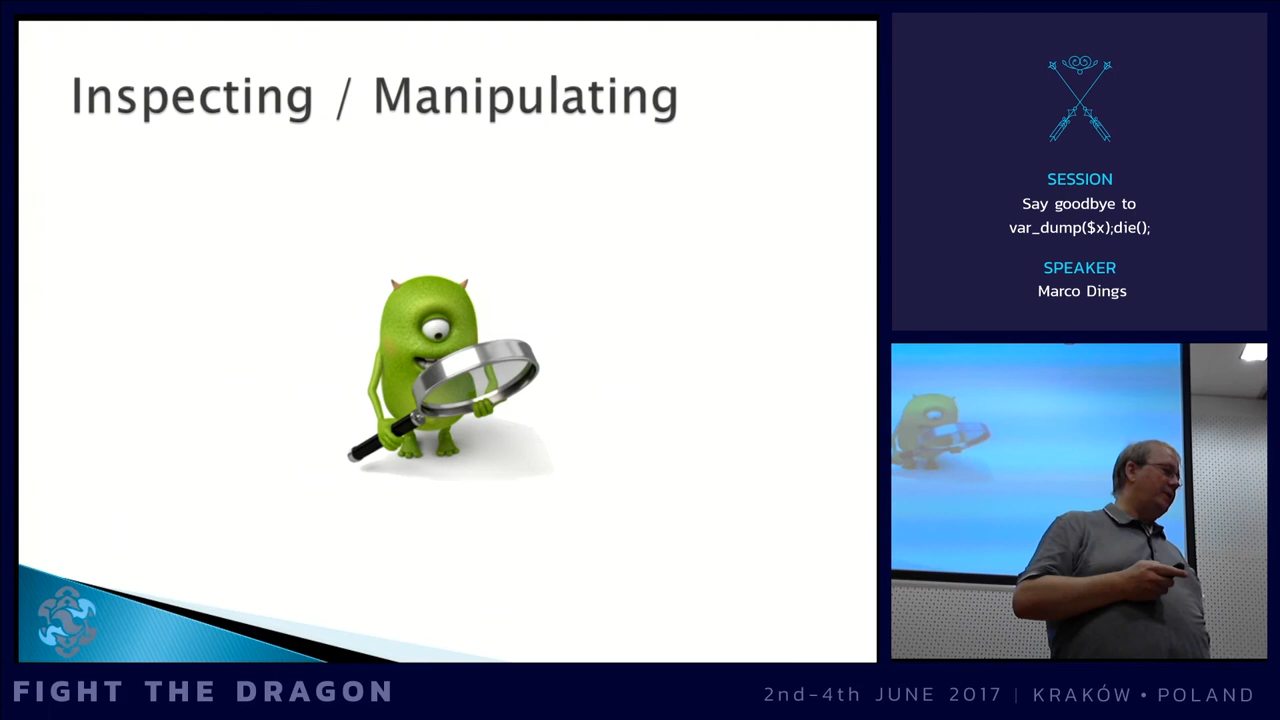 Inspecting / Manipulating
SESSION
Say goodbye to
var_dump($x);die();
SPEAKER
Marco Dings
FIGHT THE DRAGON
2nd-4th JUNE 2017 | KRAKÓW • POLAND